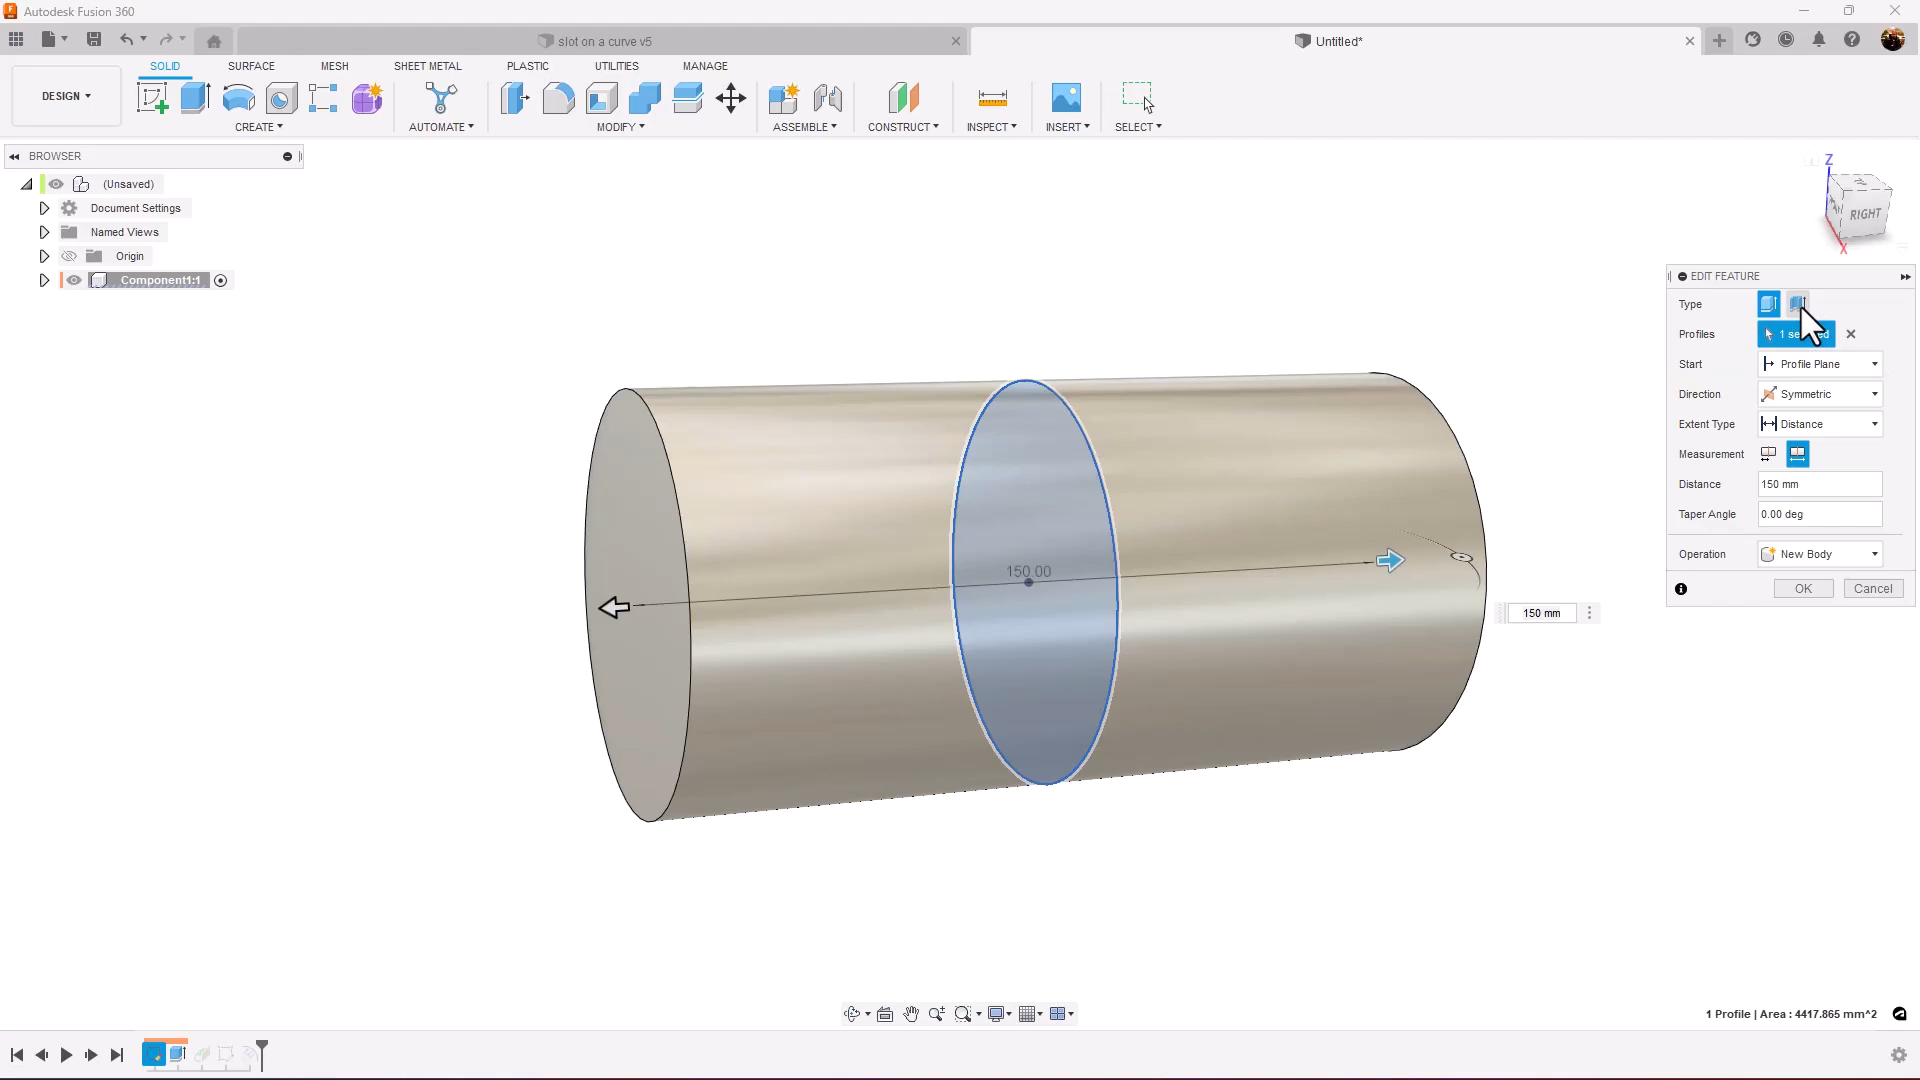 Autodesk Fusion 360
slot on a curve v5
Untitled*
DESIGN
SOLID
SURFACE
MESH
SHEET METAL
PLASTIC
UTILITIES
MANAGE
CREATE
AUTOMATE
MODIFY
ASSEMBLE
CONSTRUCT
INSPECT
INSERT
SELECT
BROWSER
(Unsaved)
Document Settings
Named Views
Origin
Component1:1
Z
RIGHT
X
EDIT FEATURE
Type
Profiles
Start Profile Plane
Direction Symmetric
Extent Type Distance
Measurement
Distance 150 mm
Taper Angle 0.00 deg
Operation New Body
OK Cancel
150.00
150 mm
1 Profile | Area : 4417.865 mm^2